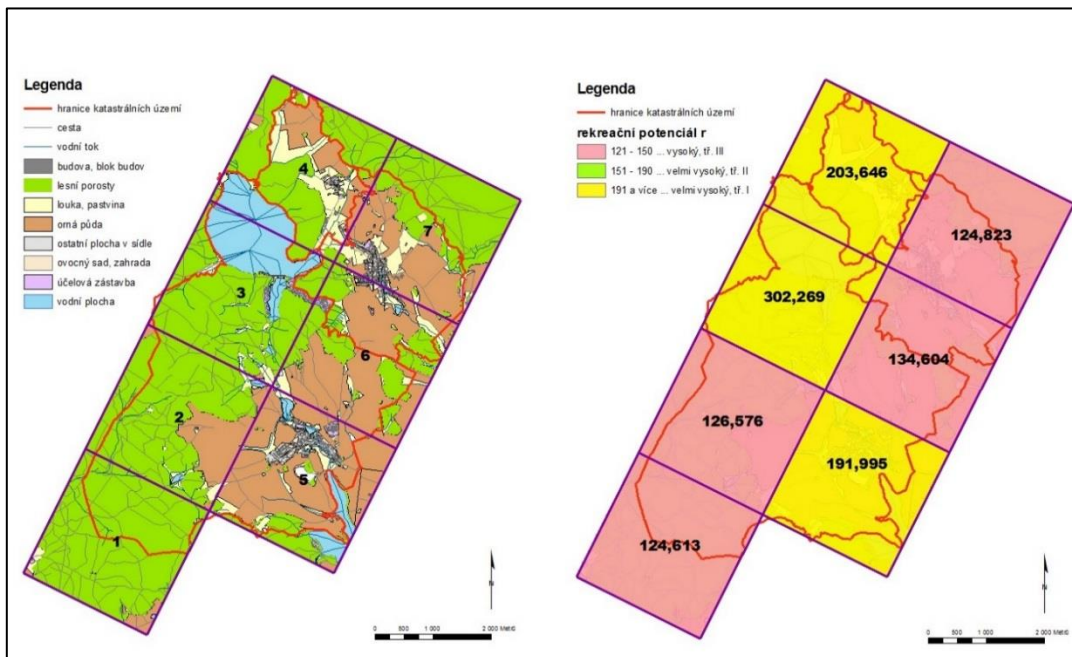 Legenda
hranice katastrálních území
cesta
vodní tok
budova, blok budov
lesní porosty
louka, pastvina
orná půda
ostatní plocha v sídle
ovocný sad, zahrada
účelová zástavba
vodní plocha
4
7
3
6
2
5
1
N
0 500 1 000 2 000 Metrů
Legenda
hranice katastrálních území
rekreační potenciál r
121 - 150 ... vysoký, tř. III
151 - 190 ... velmi vysoký, tř. II
191 a více ... velmi vysoký, tř. I
203,646
124,823
302,269
134,604
126,576
191,995
124,613
N
0 500 1 000 2 000 Metrů